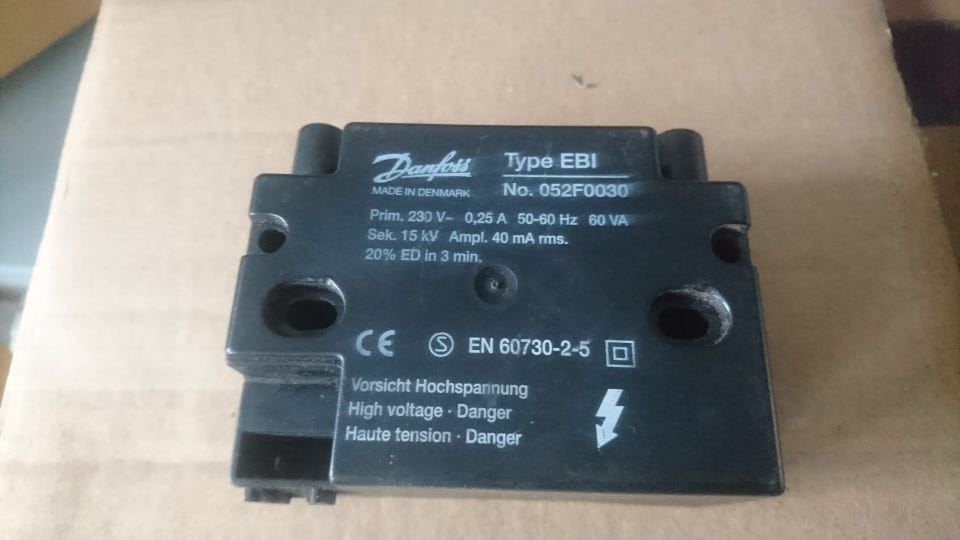 Danfoss
MADE IN DENMARK
Type EBI
No. 052F0030
Prim. 230 V~ 0,25 A 50-60 Hz 60 VA
Sek. 15 kV Ampl. 40 mA rms.
20% ED in 3 min.
CE S EN 60730-2-5
Vorsicht Hochspannung
High voltage · Danger
Haute tension · Danger